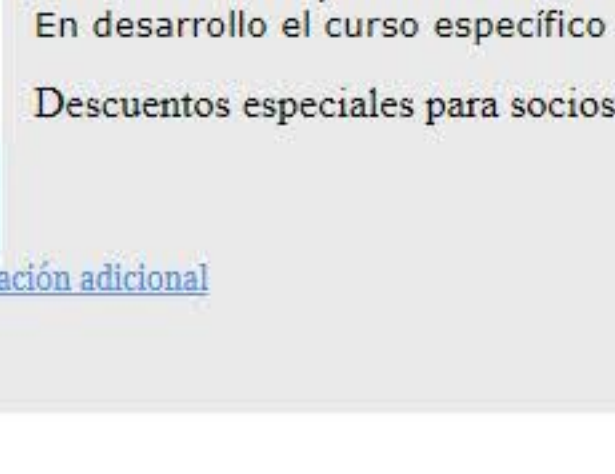 En desarrollo el curso específico
Descuentos especiales para socios
ación adicional